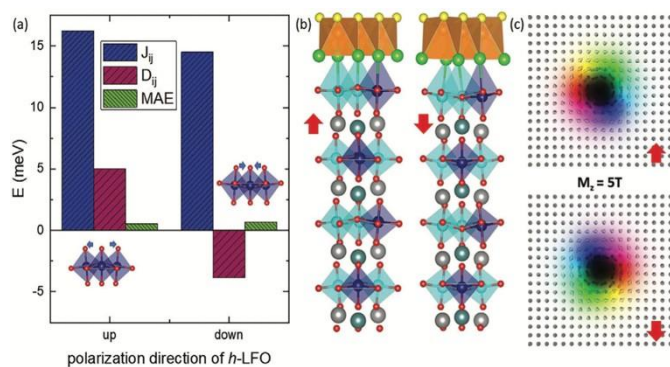 (a)
15
10
5
0
-5
E (meV)
J_ij
D_ij
MAE
up
down
polarization direction of h-LFO
(b)
(c)
M_z = 5T